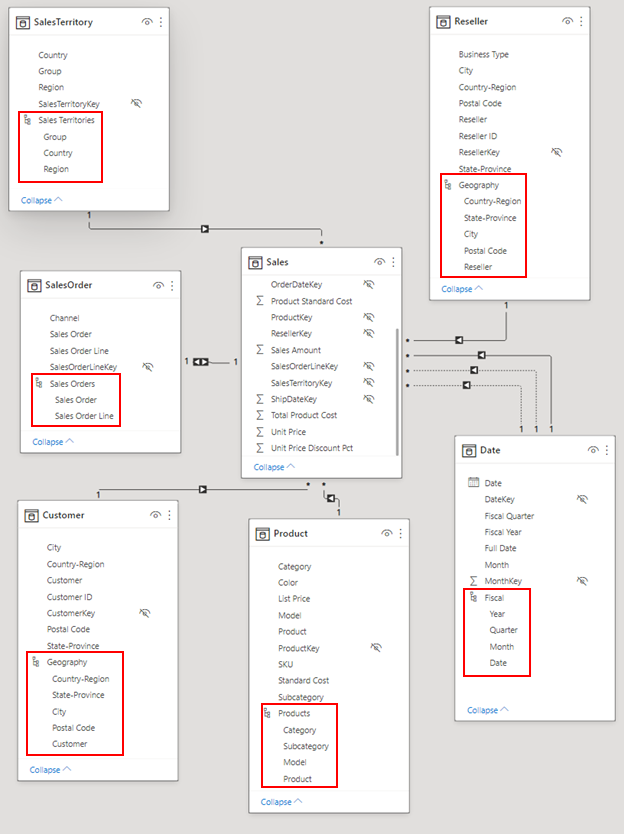 SalesTerritory
Country
Group
Region
SalesTerritoryKey
Sales Territories
Group
Country
Region
Collapse
Reseller
Business Type
City
Country-Region
Postal Code
Reseller
Reseller ID
ResellerKey
State-Province
Geography
Country-Region
State-Province
City
Postal Code
Reseller
Collapse
1
*
1
SalesOrder
Channel
Sales Order
Sales Order Line
SalesOrderLineKey
Sales Orders
Sales Order
Sales Order Line
Collapse
1
1
Sales
OrderDateKey
Product Standard Cost
ProductKey
ResellerKey
Sales Amount
SalesOrderLineKey
SalesTerritoryKey
ShipDateKey
Total Product Cost
Unit Price
Unit Price Discount Pct
Collapse
*
*
*
*
1 1 1
Date
Date
DateKey
Fiscal Quarter
Fiscal Year
Full Date
Month
MonthKey
Fiscal
Year
Quarter
Month
Date
Collapse
1
* *
1
Customer
City
Country-Region
Customer
Customer ID
CustomerKey
Postal Code
State-Province
Geography
Country-Region
State-Province
City
Postal Code
Customer
Collapse
Product
Category
Color
List Price
Model
Product
ProductKey
SKU
Standard Cost
Subcategory
Products
Category
Subcategory
Model
Product
Collapse